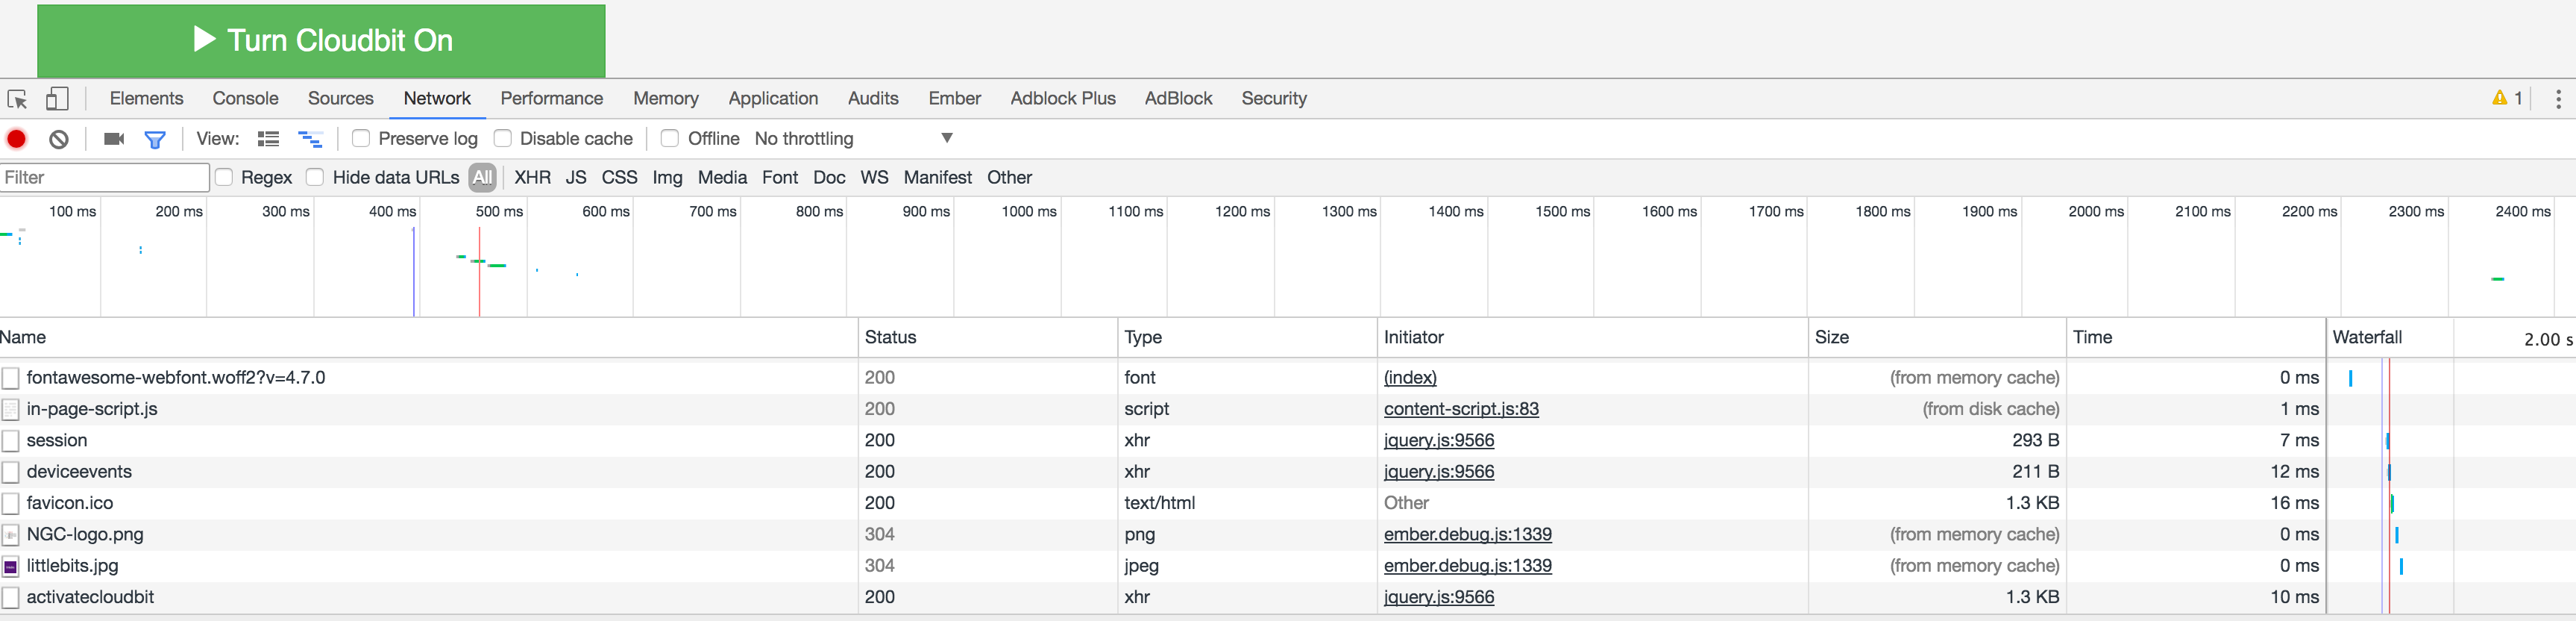 Turn Cloudbit On
Elements Console Sources Network Performance Memory Application Audits Ember Adblock Plus AdBlock Security 1
View: Preserve log Disable cache Offline No throttling
Filter Regex Hide data URLs All XHR JS CSS Img Media Font Doc WS Manifest Other
100 ms 200 ms 300 ms 400 ms 500 ms 600 ms 700 ms 800 ms 900 ms 1000 ms 1100 ms 1200 ms 1300 ms 1400 ms 1500 ms 1600 ms 1700 ms 1800 ms 1900 ms 2000 ms 2100 ms 2200 ms 2300 ms 2400 ms
Name Status Type Initiator Size Time Waterfall 2.00 s
fontawesome-webfont.woff2?v=4.7.0 200 font (index) (from memory cache) 0 ms
in-page-script.js 200 script content-script.js:83 (from disk cache) 1 ms
session 200 xhr jquery.js:9566 293 B 7 ms
deviceevents 200 xhr jquery.js:9566 211 B 12 ms
favicon.ico 200 text/html Other 1.3 KB 16 ms
NGC-logo.png 304 png ember.debug.js:1339 (from memory cache) 0 ms
littlebits.jpg 304 jpeg ember.debug.js:1339 (from memory cache) 0 ms
activatecloudbit 200 xhr jquery.js:9566 1.3 KB 10 ms